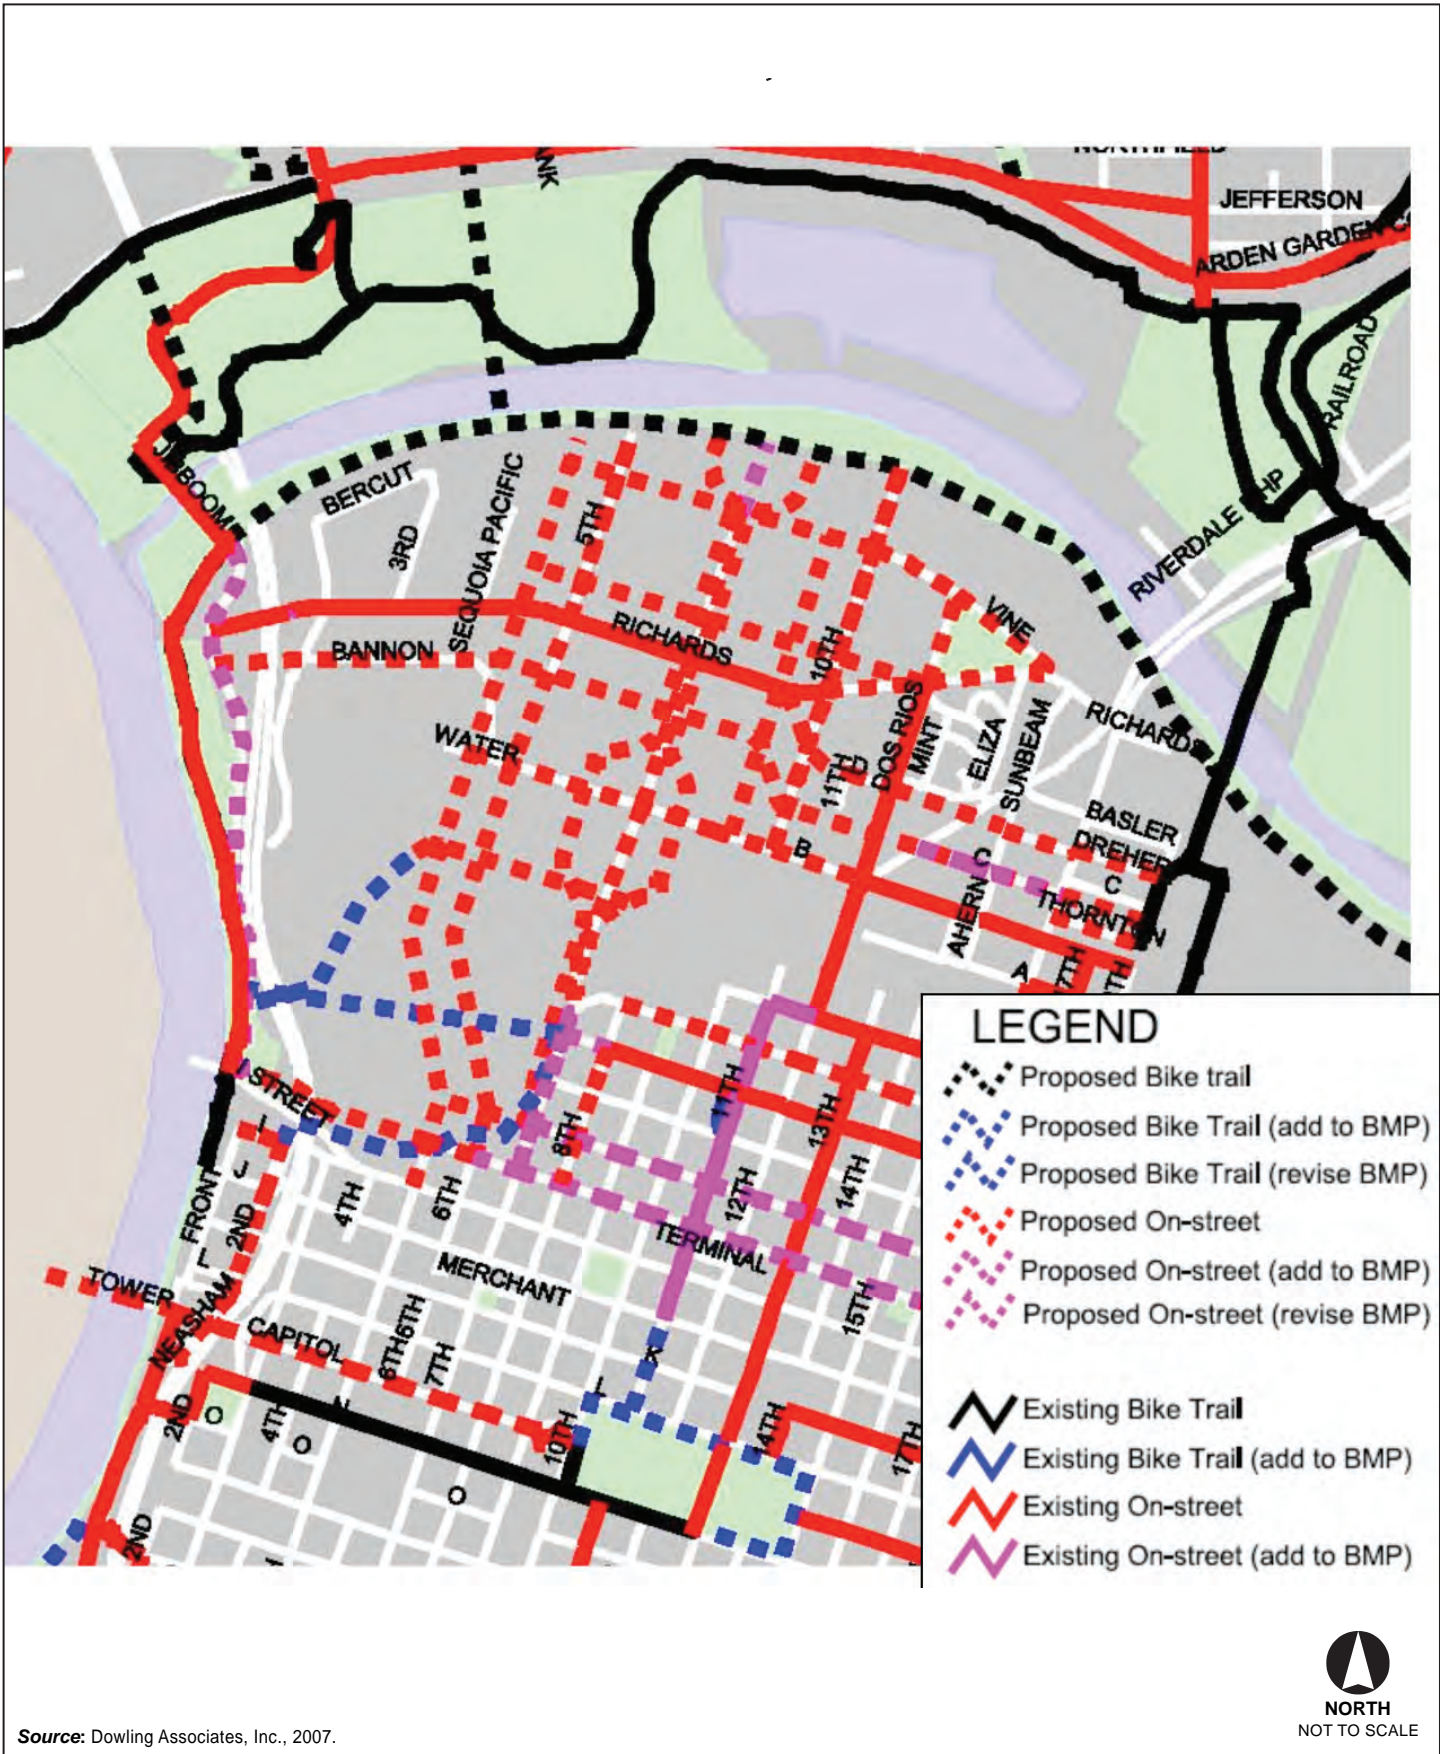 JEFFERSON
ARDEN GARDEN
RAILROAD
JIBBOOM
BERCUT
3RD
SEQUOIA PACIFIC
5TH
RIVERDALE
HP
VINE
RICHARDS
BANNON
10TH
WATER
11TH
D
DOS RIOS
MINT
ELIZA
SUNBEAM
RICHARDS
BASLER
DREHER
B
C
C
THORNTON
AHERN
A
17TH
I STREET
I
J
FRONT
2ND
L
4TH
6TH
8TH
11TH
12TH
13TH
14TH
TERMINAL
MERCHANT
15TH
TOWER
NEASHAM
CAPITOL
6TH
6TH
7TH
K
L
N
2ND
O
4TH
O
O
10TH
14TH
17TH
2ND
LEGEND
Proposed Bike trail
Proposed Bike Trail (add to BMP)
Proposed Bike Trail (revise BMP)
Proposed On-street
Proposed On-street (add to BMP)
Proposed On-street (revise BMP)
Existing Bike Trail
Existing Bike Trail (add to BMP)
Existing On-street
Existing On-street (add to BMP)
NORTH
NOT TO SCALE
Source: Dowling Associates, Inc., 2007.